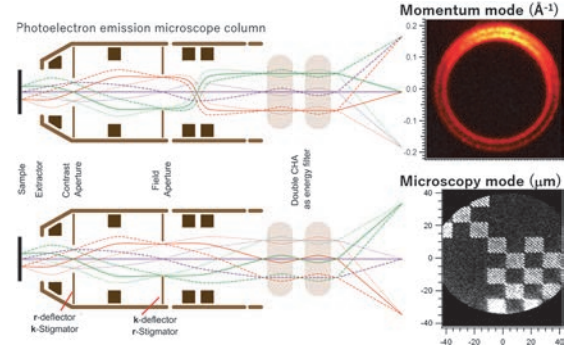 Photoelectron emission microscope column
Momentum mode (Å⁻¹)
0.2
0.1
0.0
-0.1
-0.2
Sample
Extractor
Contrast
Aperture
Field
Aperture
Double CHA
as energy filter
Microscopy mode (μm)
40
20
0
-20
-40
-40
-20
0
20
40
r-deflector
k-Stigmator
k-deflector
r-Stigmator